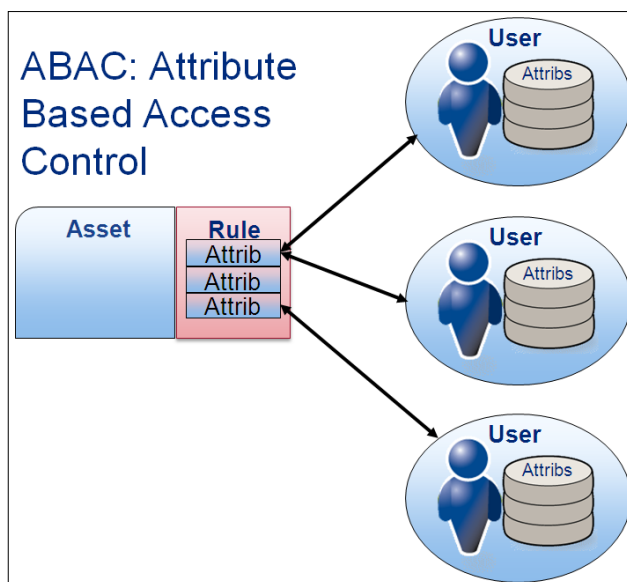 ABAC: Attribute
Based Access
Control
Asset
Rule
Attrib
Attrib
Attrib
User
Attribs
User
Attribs
User
Attribs